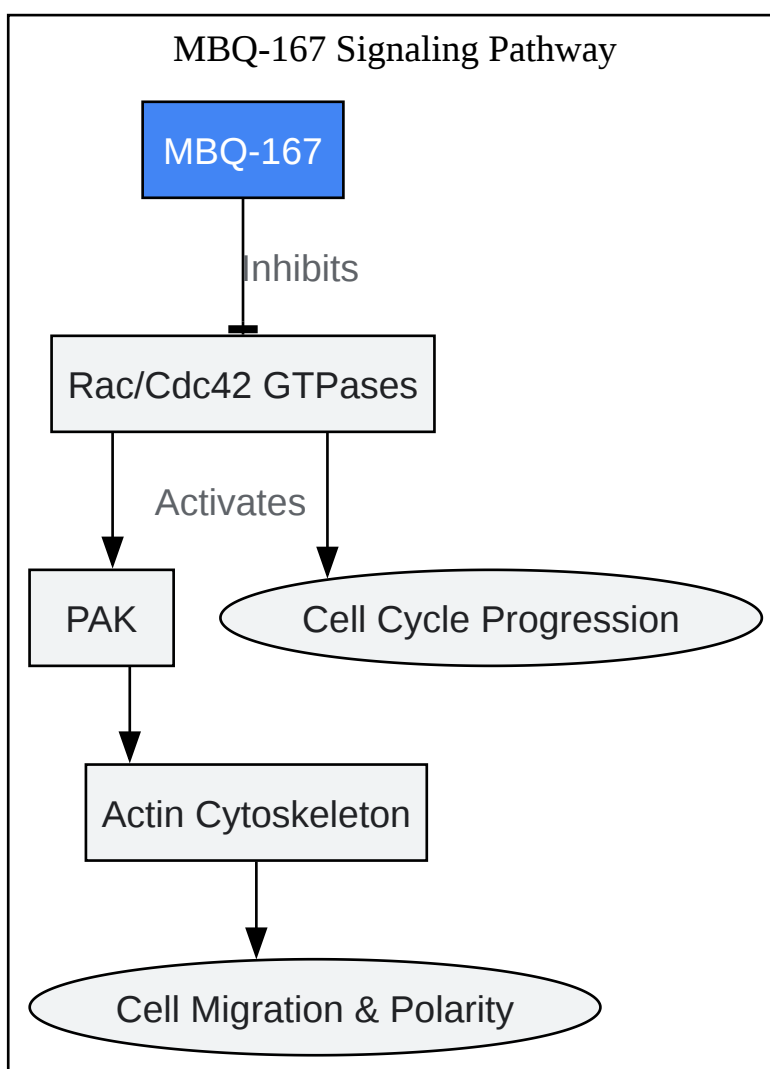 MBQ-167 Signaling Pathway
MBQ-167
Inhibits
Rac/Cdc42 GTPases
Activates
PAK
Cell Cycle Progression
Actin Cytoskeleton
Cell Migration & Polarity